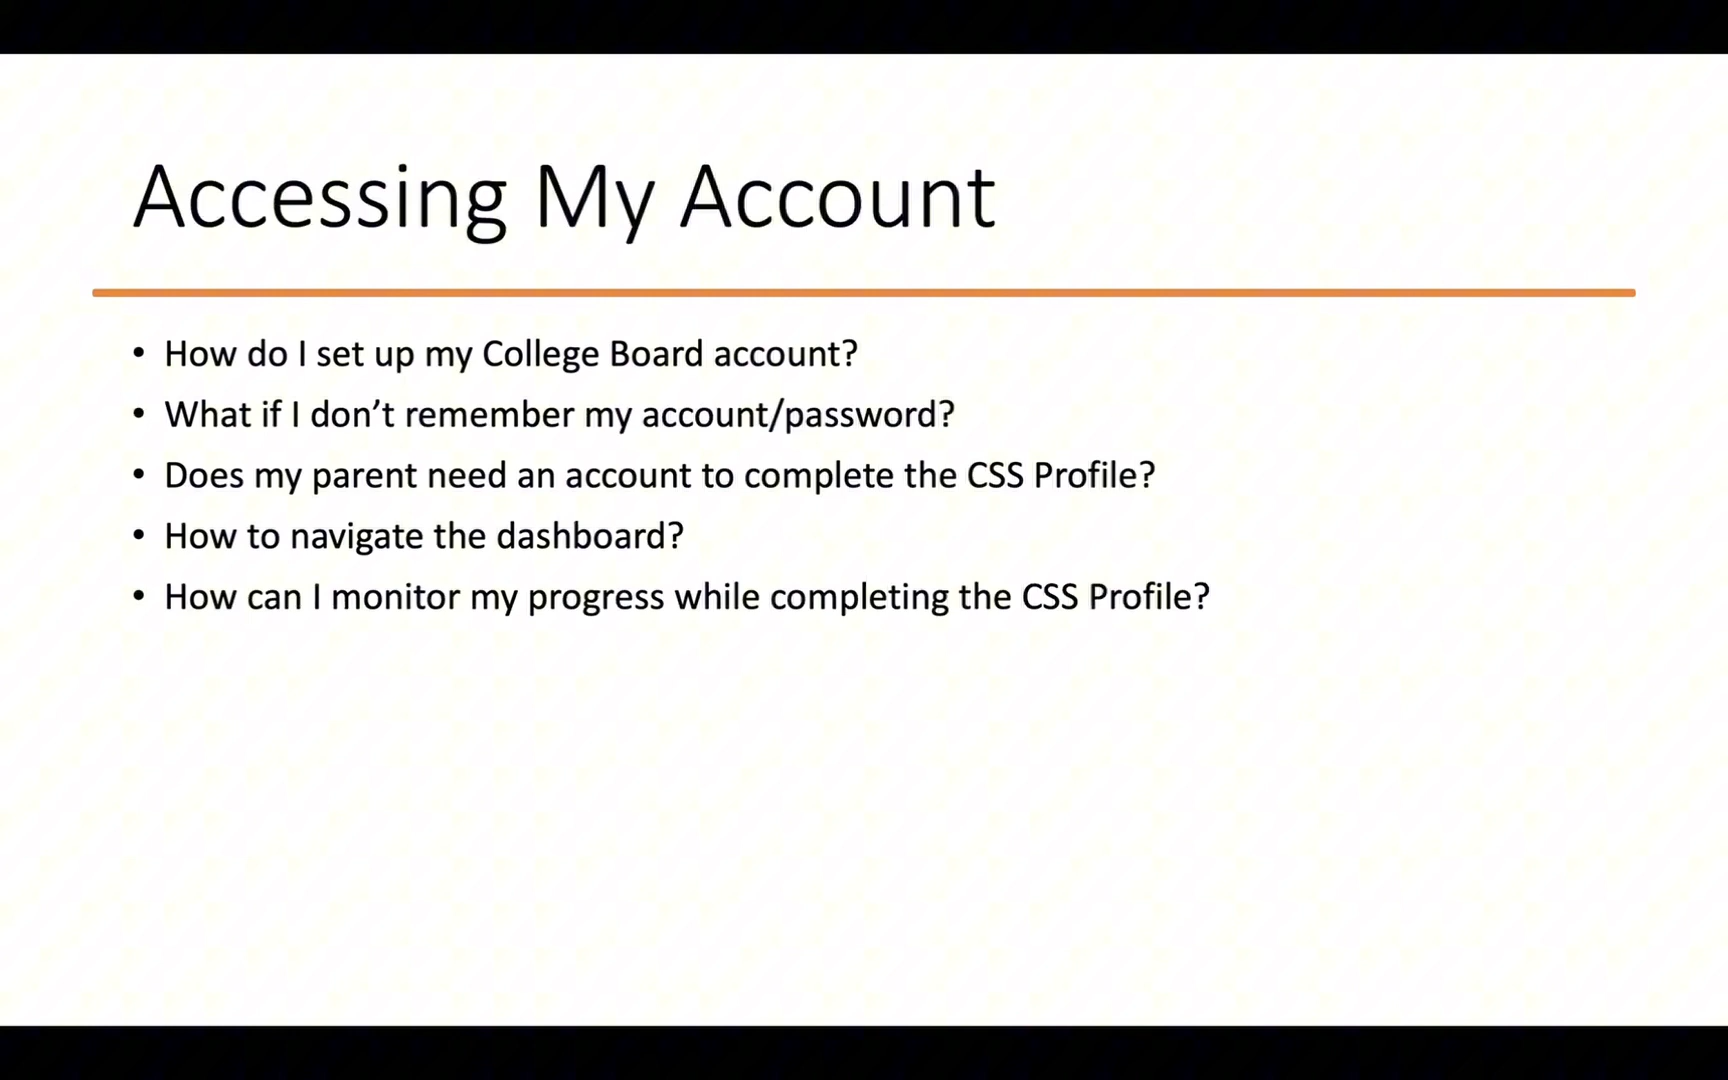 Accessing My Account
• How do I set up my College Board account?
• What if I don’t remember my account/password?
• Does my parent need an account to complete the CSS Profile?
• How to navigate the dashboard?
• How can I monitor my progress while completing the CSS Profile?